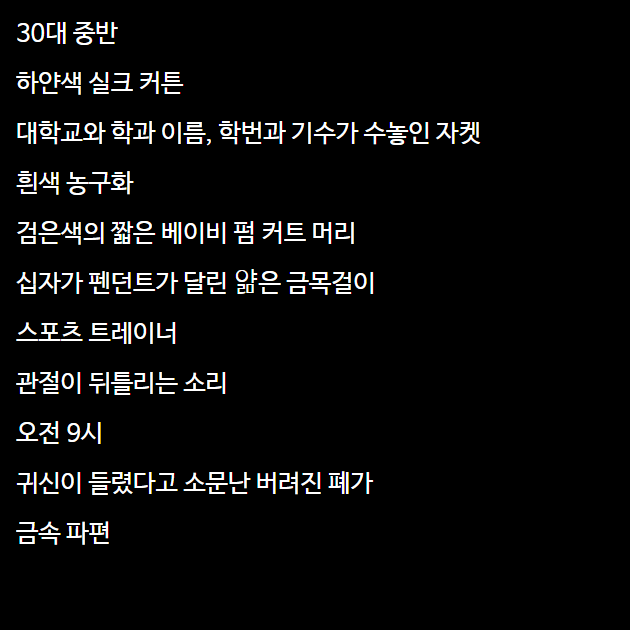 30대 중반
하얀색 실크 커튼
대학교와 학과 이름, 학번과 기수가 수놓인 자켓
흰색 농구화
검은색의 짧은 베이비 펌 커트 머리
십자가 펜던트가 달린 얇은 금목걸이
스포츠 트레이너
관절이 뒤틀리는 소리
오전 9시
귀신이 들렸다고 소문난 버려진 폐가
금속 파편